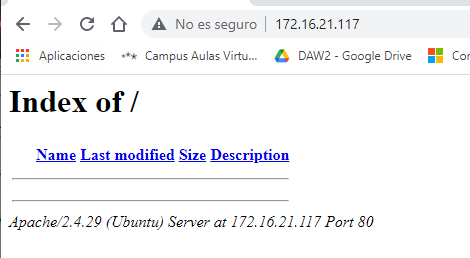 No es seguro | 172.16.21.117
Aplicaciones Campus Aulas Virtu... DAW2 - Google Drive Cor
Index of /
Name Last modified Size Description
Apache/2.4.29 (Ubuntu) Server at 172.16.21.117 Port 80